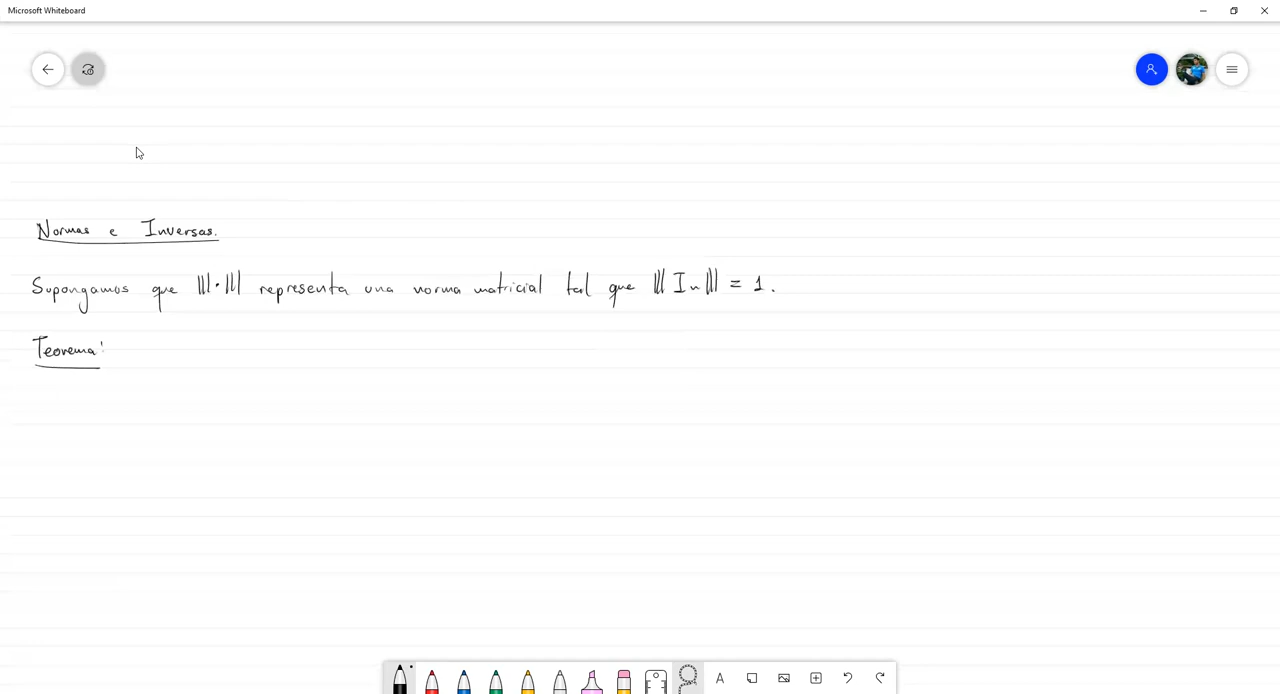 Microsoft Whiteboard
Normas e Inversas.
Supongamos que |||·||| representa una norma matricial tal que ||| In ||| = 1.
Teorema:
A